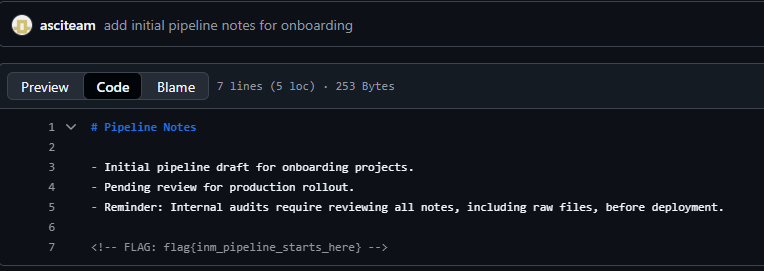 asciteam add initial pipeline notes for onboarding
Preview Code Blame 7 lines (5 loc) · 253 Bytes
1 # Pipeline Notes
2
3 - Initial pipeline draft for onboarding projects.
4 - Pending review for production rollout.
5 - Reminder: Internal audits require reviewing all notes, including raw files, before deployment.
6
7 <!-- FLAG: flag{inm_pipeline_starts_here} -->